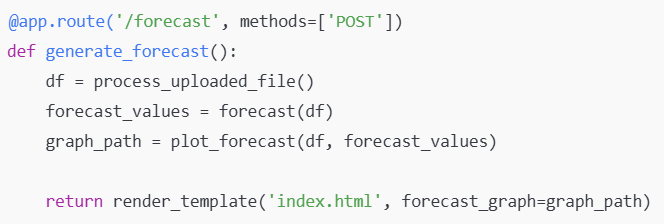 @app.route('/forecast', methods=['POST'])
def generate_forecast():
    df = process_uploaded_file()
    forecast_values = forecast(df)
    graph_path = plot_forecast(df, forecast_values)

    return render_template('index.html', forecast_graph=graph_path)